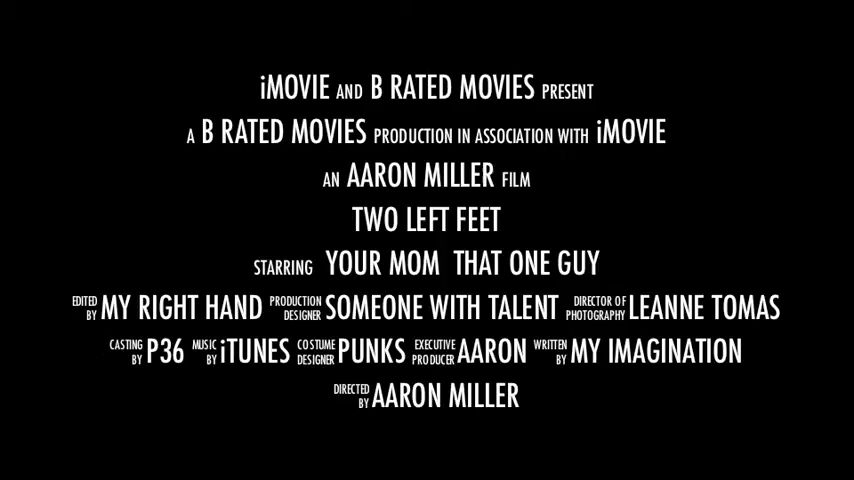 iMOVIE AND B RATED MOVIES PRESENT
A B RATED MOVIES PRODUCTION IN ASSOCIATION WITH iMOVIE
AN AARON MILLER FILM
TWO LEFT FEET
STARRING YOUR MOM THAT ONE GUY
EDITED BY MY RIGHT HAND PRODUCTION DESIGNER SOMEONE WITH TALENT DIRECTOR OF PHOTOGRAPHY LEANNE TOMAS
CASTING BY P36 MUSIC BY iTUNES COSTUME DESIGNER PUNKS EXECUTIVE PRODUCER AARON WRITTEN BY MY IMAGINATION
DIRECTED BY AARON MILLER